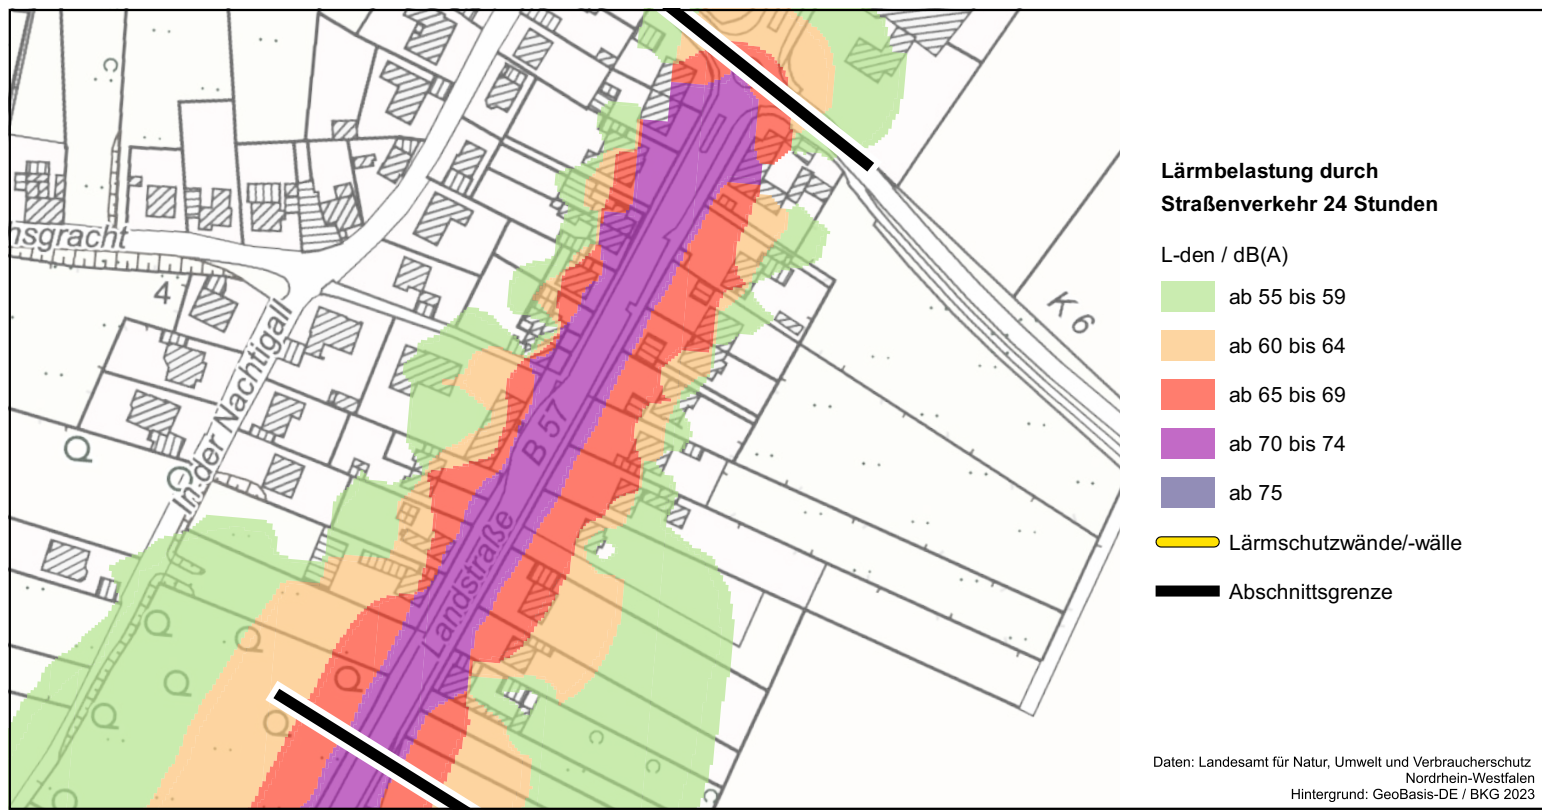 nsgracht
4
In der Nachtigall
B 57
Landstraße
K 6
c
c
c
c
Lärmbelastung durch
Straßenverkehr 24 Stunden
L-den / dB(A)
ab 55 bis 59
ab 60 bis 64
ab 65 bis 69
ab 70 bis 74
ab 75
Lärmschutzwände/-wälle
Abschnittsgrenze
Daten: Landesamt für Natur, Umwelt und Verbraucherschutz
Nordrhein-Westfalen
Hintergrund: GeoBasis-DE / BKG 2023